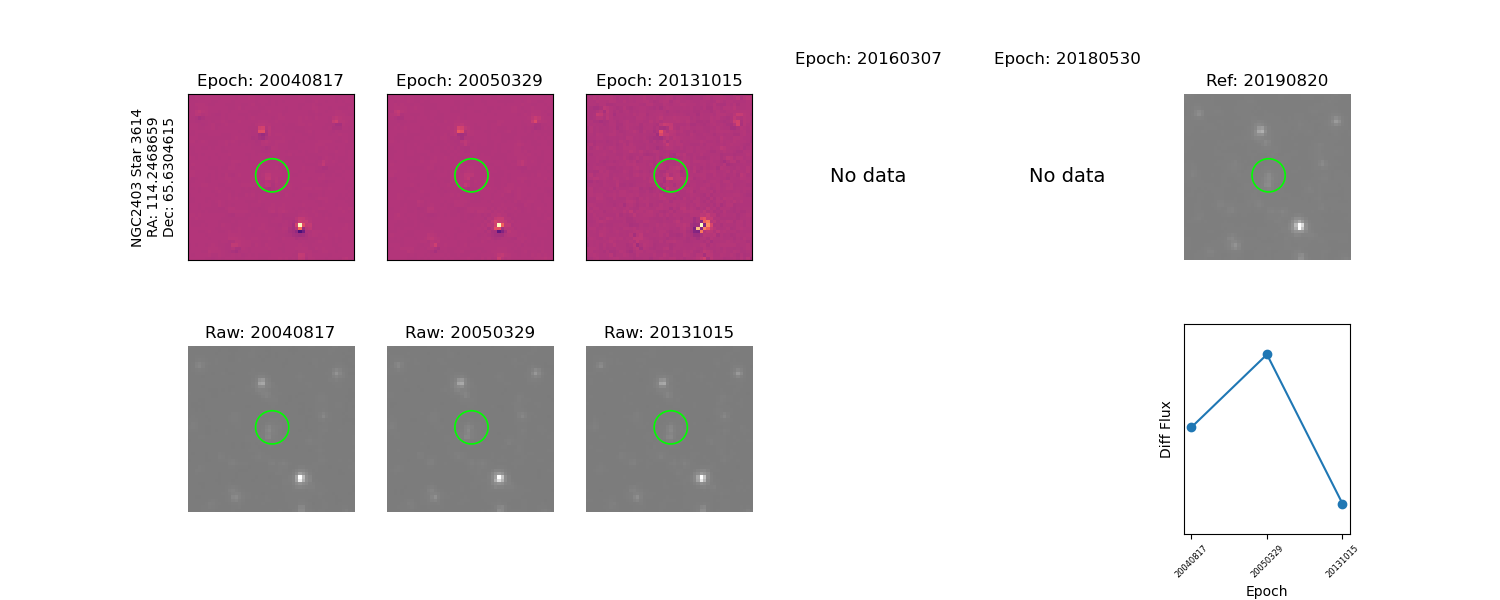 Epoch: 20040817
Epoch: 20050329
Epoch: 20131015
Epoch: 20160307
Epoch: 20180530
Ref: 20190820
NGC2403 Star 3614
RA: 114.2468659
Dec: 65.6304615
No data
No data
Raw: 20040817
Raw: 20050329
Raw: 20131015
Diff Flux
20040817
20050329
20131015
Epoch